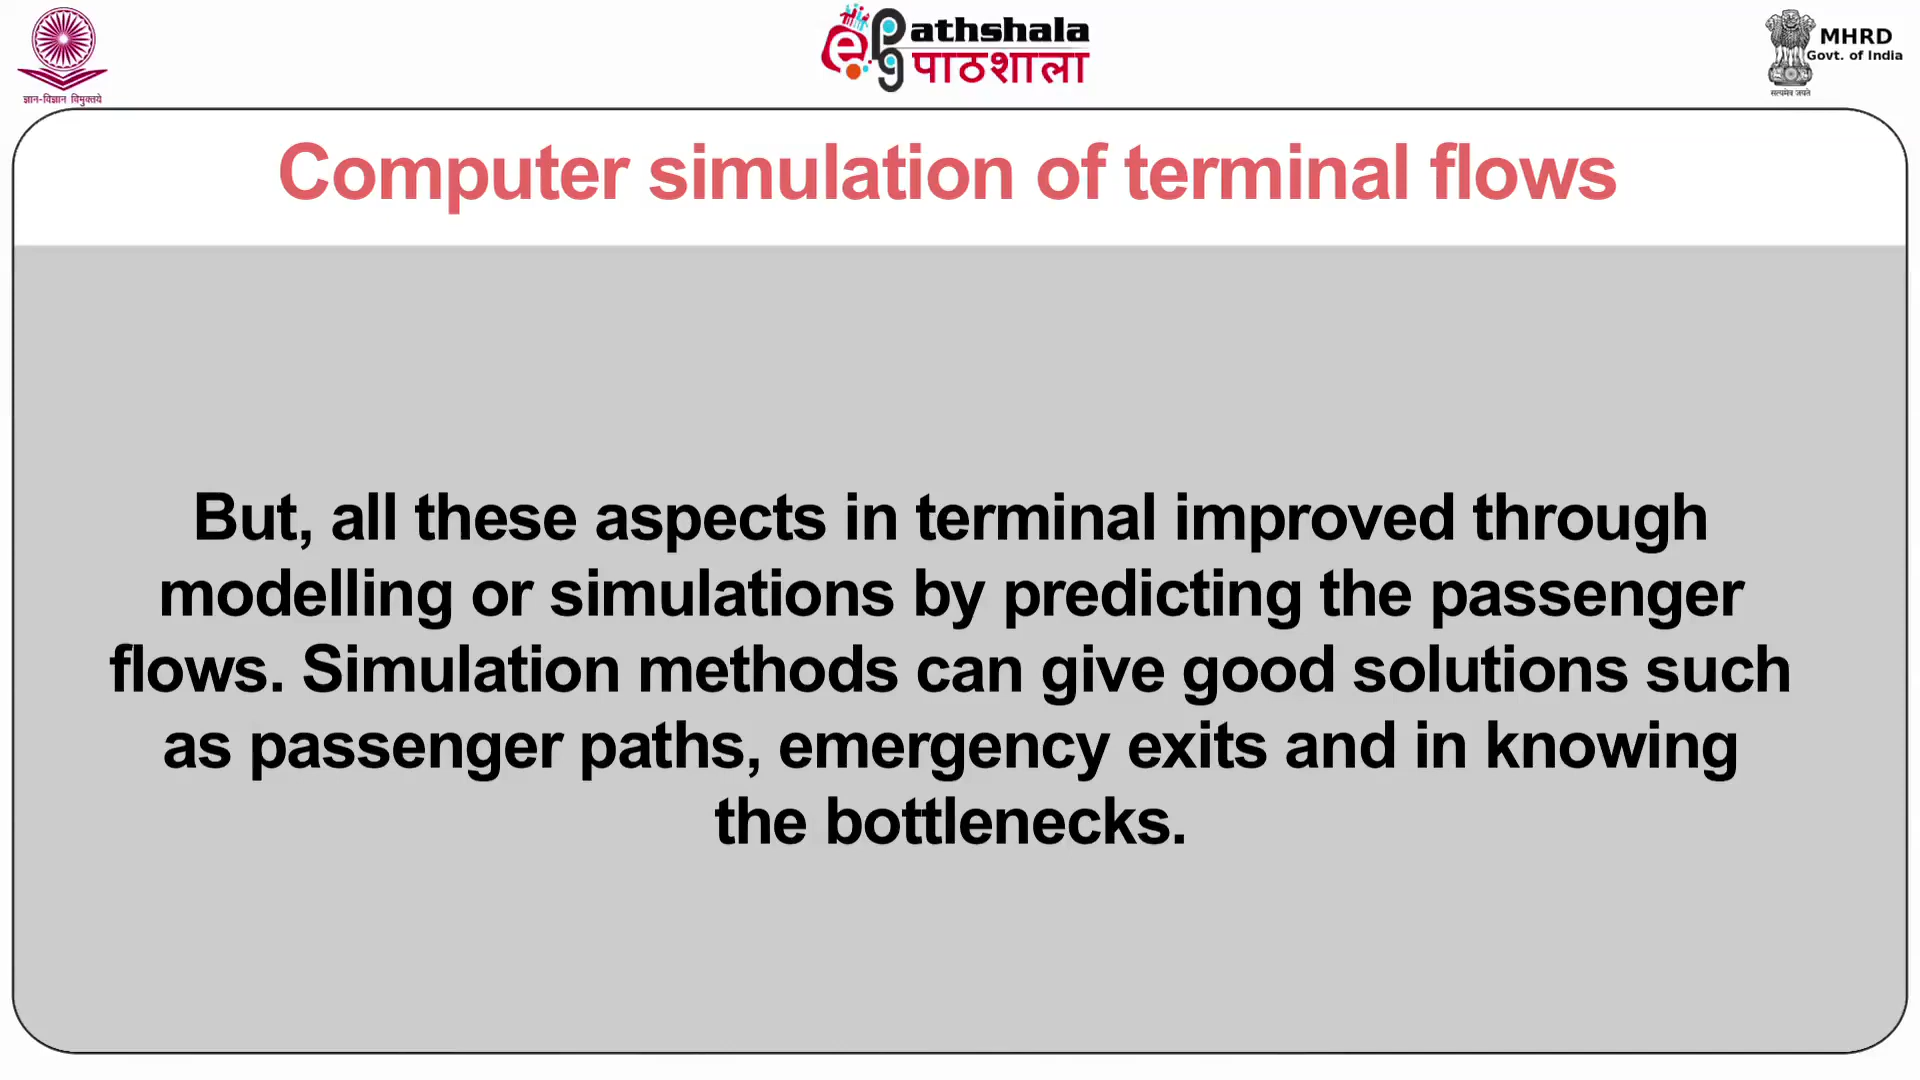 ज्ञान-विज्ञान विमुक्तये
e pg Pathshala
पाठशाला
MHRD
Govt. of India
सत्यमेव जयते
Computer simulation of terminal flows
But, all these aspects in terminal improved through
modelling or simulations by predicting the passenger
flows. Simulation methods can give good solutions such
as passenger paths, emergency exits and in knowing
the bottlenecks.